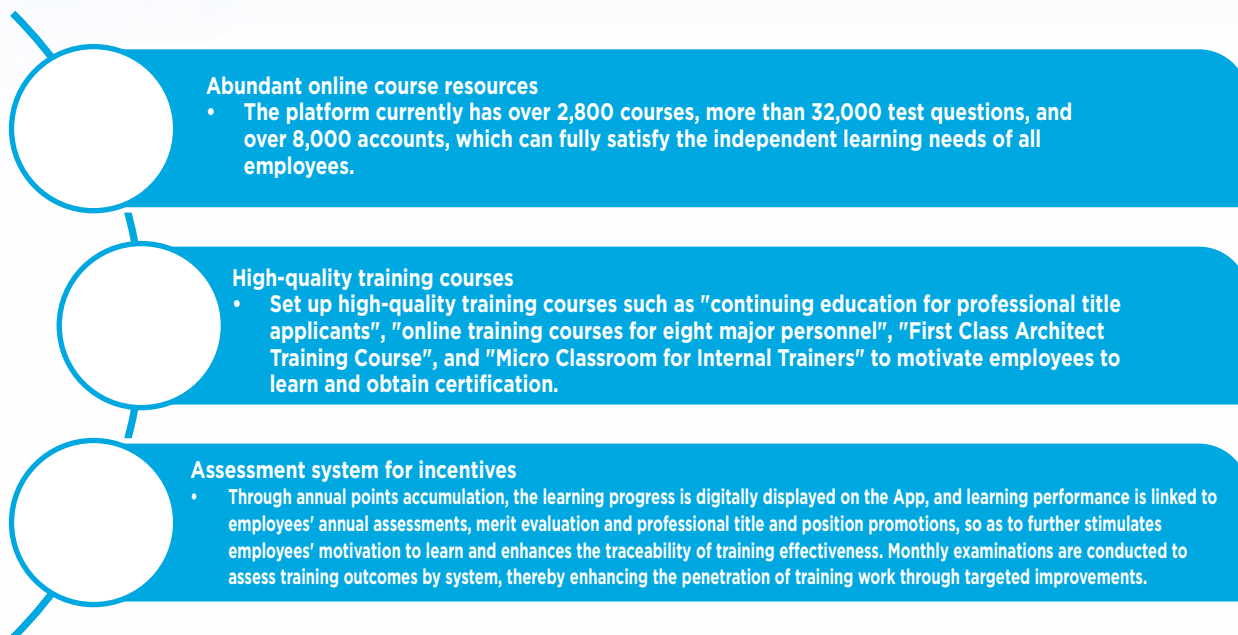 Abundant online course resources
• The platform currently has over 2,800 courses, more than 32,000 test questions, and
over 8,000 accounts, which can fully satisfy the independent learning needs of all
employees.
High-quality training courses
• Set up high-quality training courses such as "continuing education for professional title
applicants", "online training courses for eight major personnel", "First Class Architect
Training Course", and "Micro Classroom for Internal Trainers" to motivate employees to
learn and obtain certification.
Assessment system for incentives
• Through annual points accumulation, the learning progress is digitally displayed on the App, and learning performance is linked to
employees' annual assessments, merit evaluation and professional title and position promotions, so as to further stimulates
employees' motivation to learn and enhances the traceability of training effectiveness. Monthly examinations are conducted to
assess training outcomes by system, thereby enhancing the penetration of training work through targeted improvements.